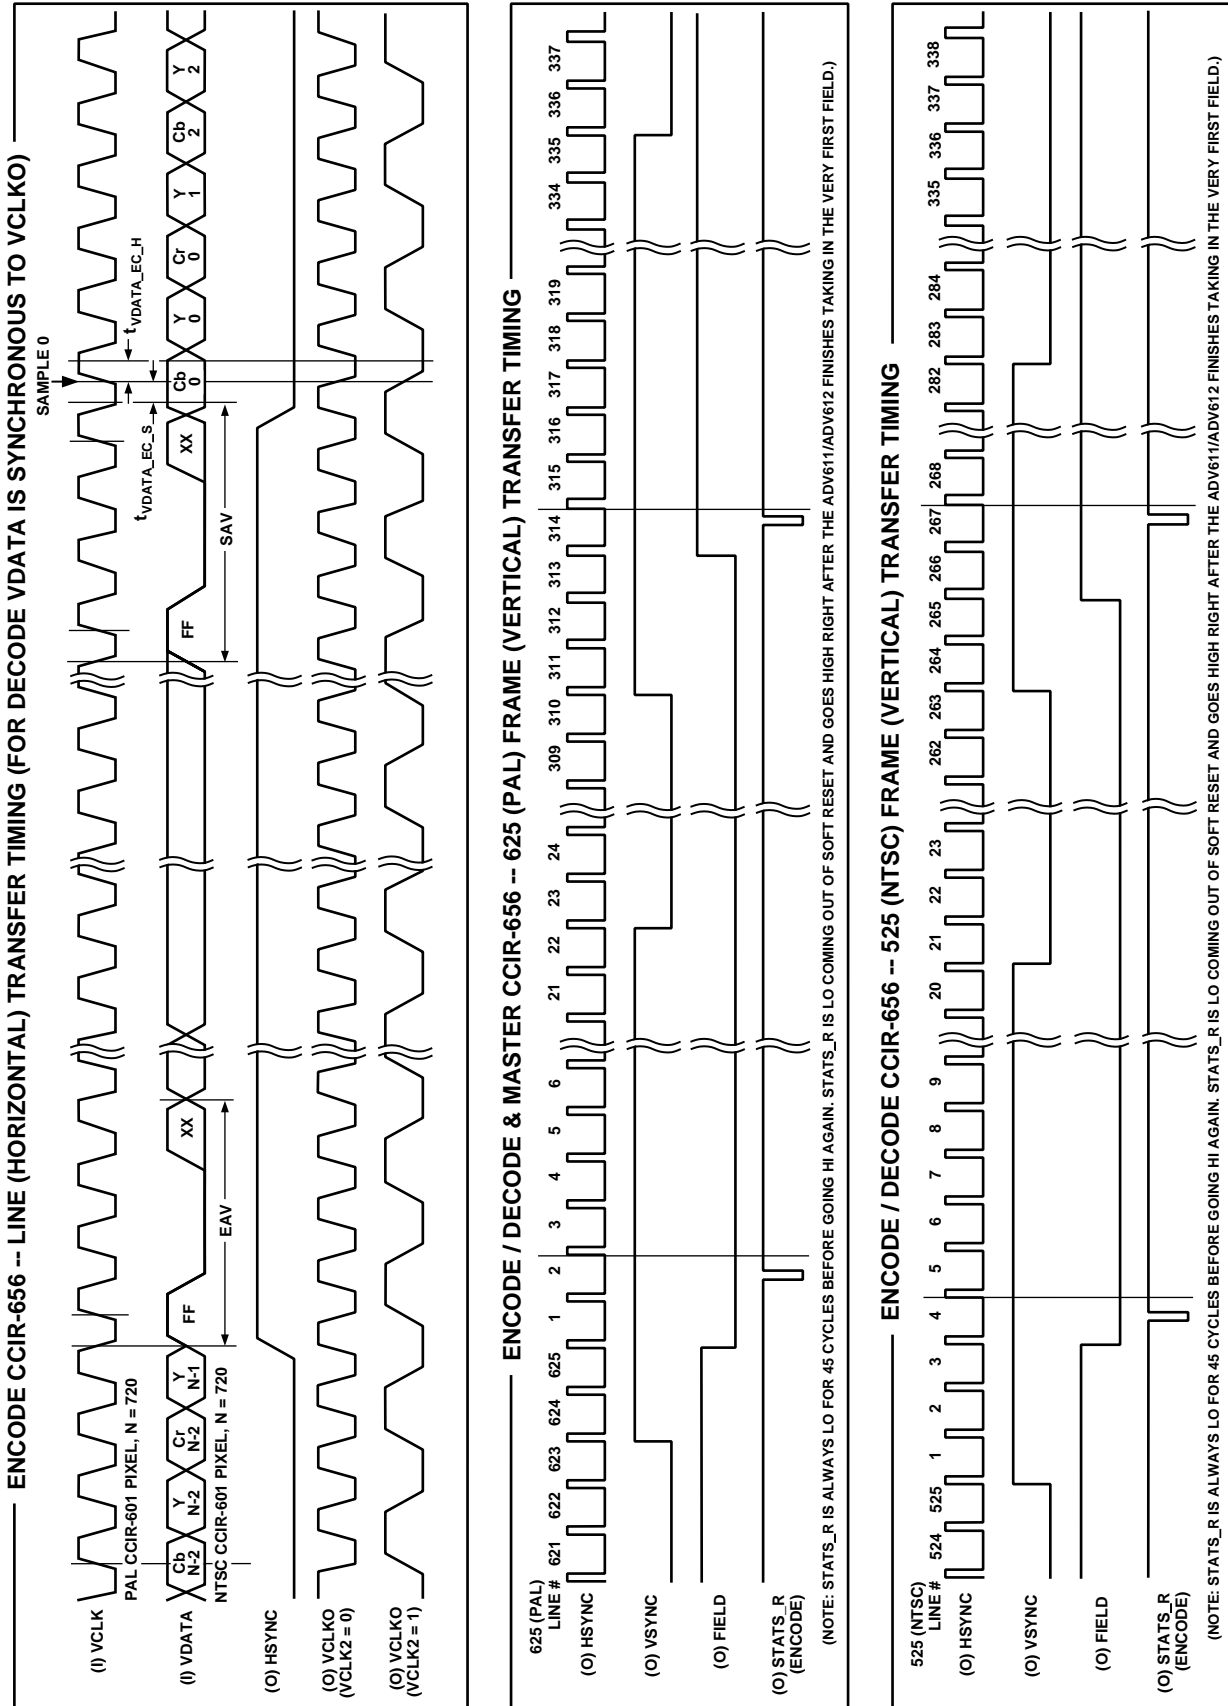 ENCODE CCIR-656 -- LINE (HORIZONTAL) TRANSFER TIMING (FOR DECODE VDATA IS SYNCHRONOUS TO VCLKO)
SAMPLE 0
(I) VCLK
PAL CCIR-601 PIXEL, N = 720
tVDATA_EC_S
tVDATA_EC_H
(I) VDATA
Cb N-2 Y N-2 Cr N-2 Y N-1 FF XX FF XX Cb 0 Y 0 Cr 0 Y 1 Cb 2 Y 2
NTSC CCIR-601 PIXEL, N = 720
EAV SAV
(O) HSYNC
(O) VCLKO
(VCLK2 = 0)
(O) VCLKO
(VCLK2 = 1)
ENCODE / DECODE & MASTER CCIR-656 -- 625 (PAL) FRAME (VERTICAL) TRANSFER TIMING
625 (PAL)
LINE # 621 622 623 624 625 1 2 3 4 5 6 21 22 23 24 309 310 311 312 313 314 315 316 317 318 319 334 335 336 337
(O) HSYNC
(O) VSYNC
(O) FIELD
(O) STATS_R
(ENCODE)
(NOTE: STATS_R IS ALWAYS LO FOR 45 CYCLES BEFORE GOING HI AGAIN. STATS_R IS LO COMING OUT OF SOFT RESET AND GOES HIGH RIGHT AFTER THE ADV611/ADV612 FINISHES TAKING IN THE VERY FIRST FIELD.)
ENCODE / DECODE CCIR-656 -- 525 (NTSC) FRAME (VERTICAL) TRANSFER TIMING
525 (NTSC)
LINE # 524 525 1 2 3 4 5 6 7 8 9 20 21 22 23 262 263 264 265 266 267 268 282 283 284 335 336 337 338
(O) HSYNC
(O) VSYNC
(O) FIELD
(O) STATS_R
(ENCODE)
(NOTE: STATS_R IS ALWAYS LO FOR 45 CYCLES BEFORE GOING HI AGAIN. STATS_R IS LO COMING OUT OF SOFT RESET AND GOES HIGH RIGHT AFTER THE ADV611/ADV612 FINISHES TAKING IN THE VERY FIRST FIELD.)